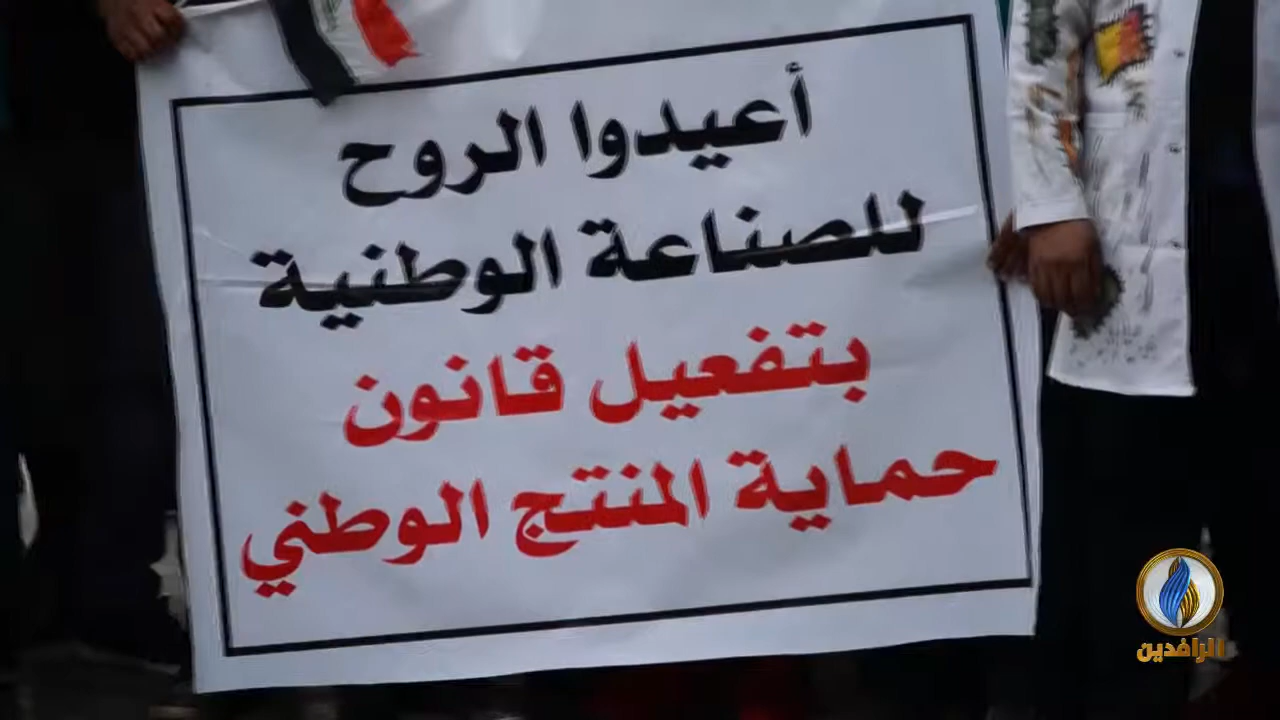 أعيدوا الروح
للصناعة الوطنية
بتفعيل قانون
حماية المنتج الوطني
الرافدين